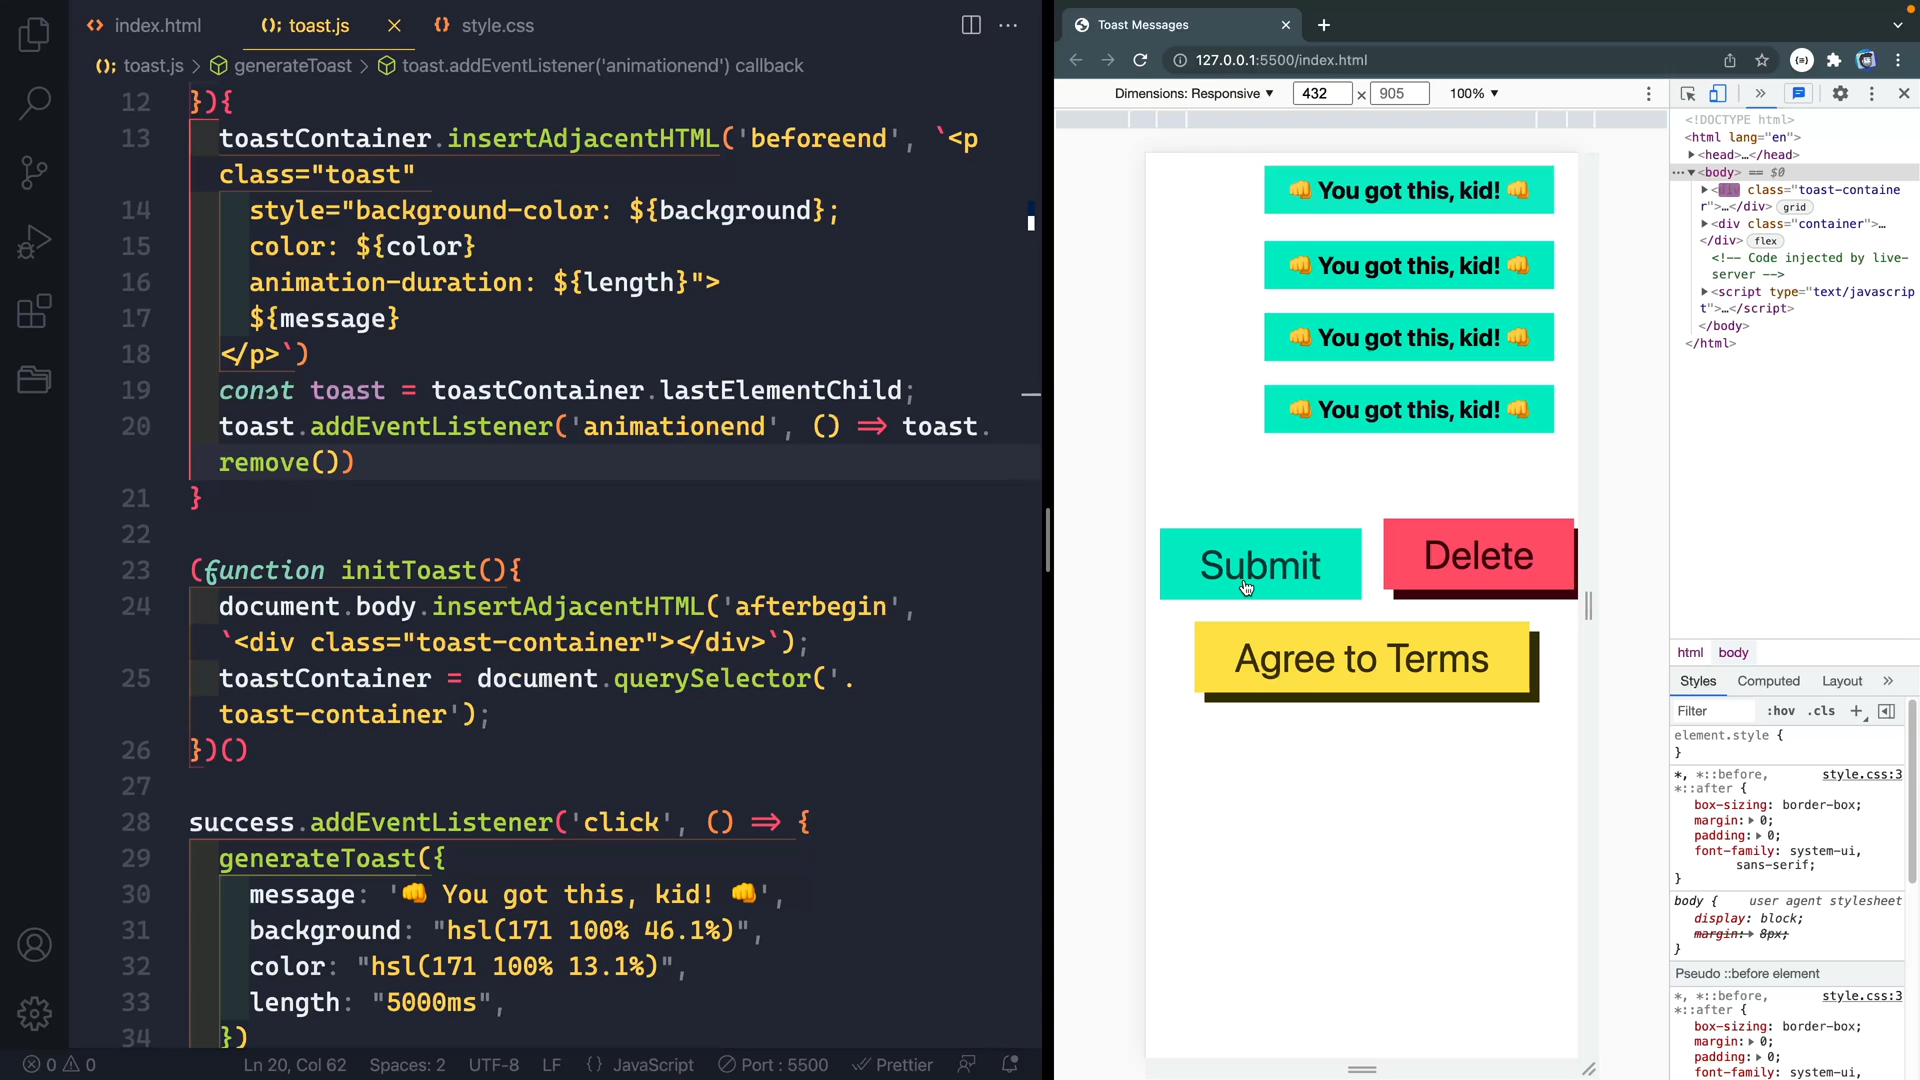 index.html
toast.js
style.css
toast.js > generateToast > toast.addEventListener('animationend') callback
12 }){
13 toastContainer.insertAdjacentHTML('beforeend', `<p
class="toast"
14 style="background-color: ${background};
15 color: ${color}
16 animation-duration: ${length}">
17 ${message}
18 </p>`)
19 const toast = toastContainer.lastElementChild;
20 toast.addEventListener('animationend', () => toast.
remove())
21 }
22
23 (function initToast(){
24 document.body.insertAdjacentHTML('afterbegin',
`<div class="toast-container"></div>`);
25 toastContainer = document.querySelector('.
toast-container');
26 })()
27
28 success.addEventListener('click', () => {
29 generateToast({
30 message: '👊 You got this, kid! 👊',
31 background: "hsl(171 100% 46.1%)",
32 color: "hsl(171 100% 13.1%)",
33 length: "5000ms",
34 })
0 0
Ln 20, Col 62
Spaces: 2
UTF-8
LF
{} JavaScript
Port : 5500
Prettier
Toast Messages
127.0.0.1:5500/index.html
Dimensions: Responsive
432 x 905
100%
👊 You got this, kid! 👊
👊 You got this, kid! 👊
👊 You got this, kid! 👊
👊 You got this, kid! 👊
Submit
Delete
Agree to Terms
<!DOCTYPE html>
<html lang="en">
<head>…</head>
<body> == $0
<div class="toast-containe
r">…</div> grid
<div class="container">…
</div> flex
<!-- Code injected by live-
server -->
<script type="text/javascrip
t">…</script>
</body>
</html>
html body
Styles Computed Layout
Filter :hov .cls
element.style {
}
*, *::before, style.css:3
*::after {
box-sizing: border-box;
margin: 0;
padding: 0;
font-family: system-ui,
sans-serif;
}
body { user agent stylesheet
display: block;
margin: 8px;
}
Pseudo ::before element
*, *::before, style.css:3
*::after {
box-sizing: border-box;
margin: 0;
padding: 0;
font-family: system-ui,